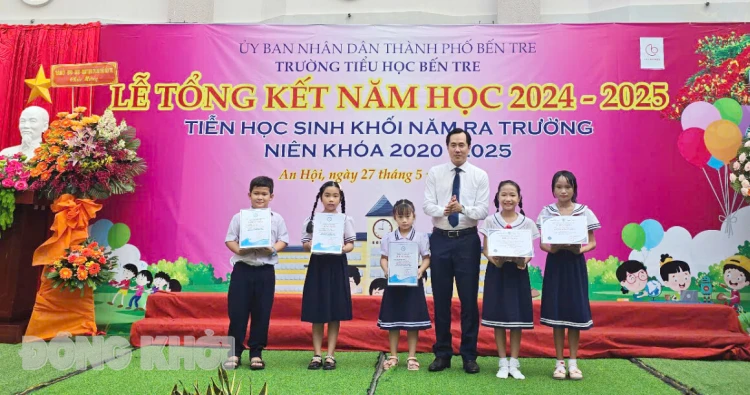 ỦY BAN NHÂN DÂN THÀNH PHỐ BẾN TRE
TRƯỜNG TIỂU HỌC BẾN TRE
LỄ TỔNG KẾT NĂM HỌC 2024 - 2025
TIỄN HỌC SINH KHỐI NĂM RA TRƯỜNG
NIÊN KHÓA 2020 2025
An Hội, ngày 27 tháng 5
ĐỒNG KHỞI